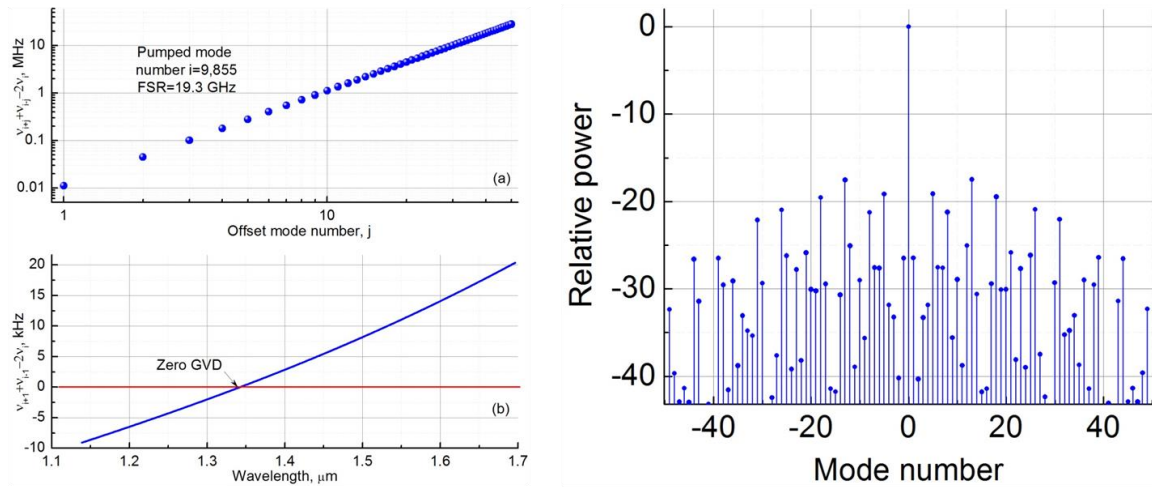 10
1
0.1
0.01
ν_{i+j}+ν_{i-j}−2ν_i, MHz
Pumped mode
number i=9,855
FSR=19.3 GHz
(a)
1
10
Offset mode number, j
20
15
10
5
0
-5
-10
ν_{i+1}+ν_{i-1}−2ν_i, kHz
Zero GVD
(b)
1.1
1.2
1.3
1.4
1.5
1.6
1.7
Wavelength, μm
0
-10
-20
-30
-40
Relative power
-40
-20
0
20
40
Mode number